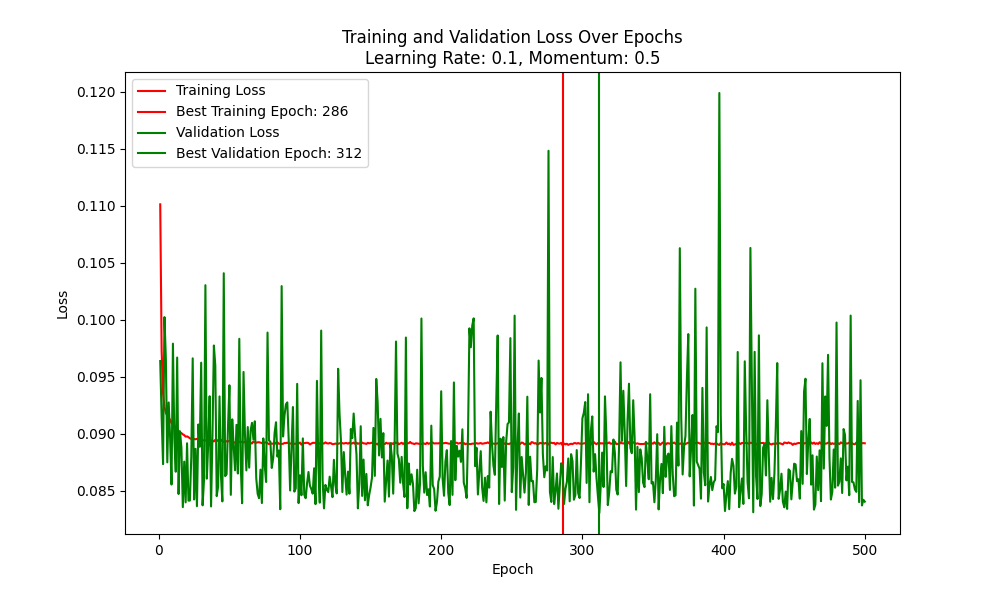 Training and Validation Loss Over Epochs
Learning Rate: 0.1, Momentum: 0.5
Training Loss
Best Training Epoch: 286
Validation Loss
Best Validation Epoch: 312
0.120
0.115
0.110
0.105
0.100
0.095
0.090
0.085
Loss
0 100 200 300 400 500
Epoch